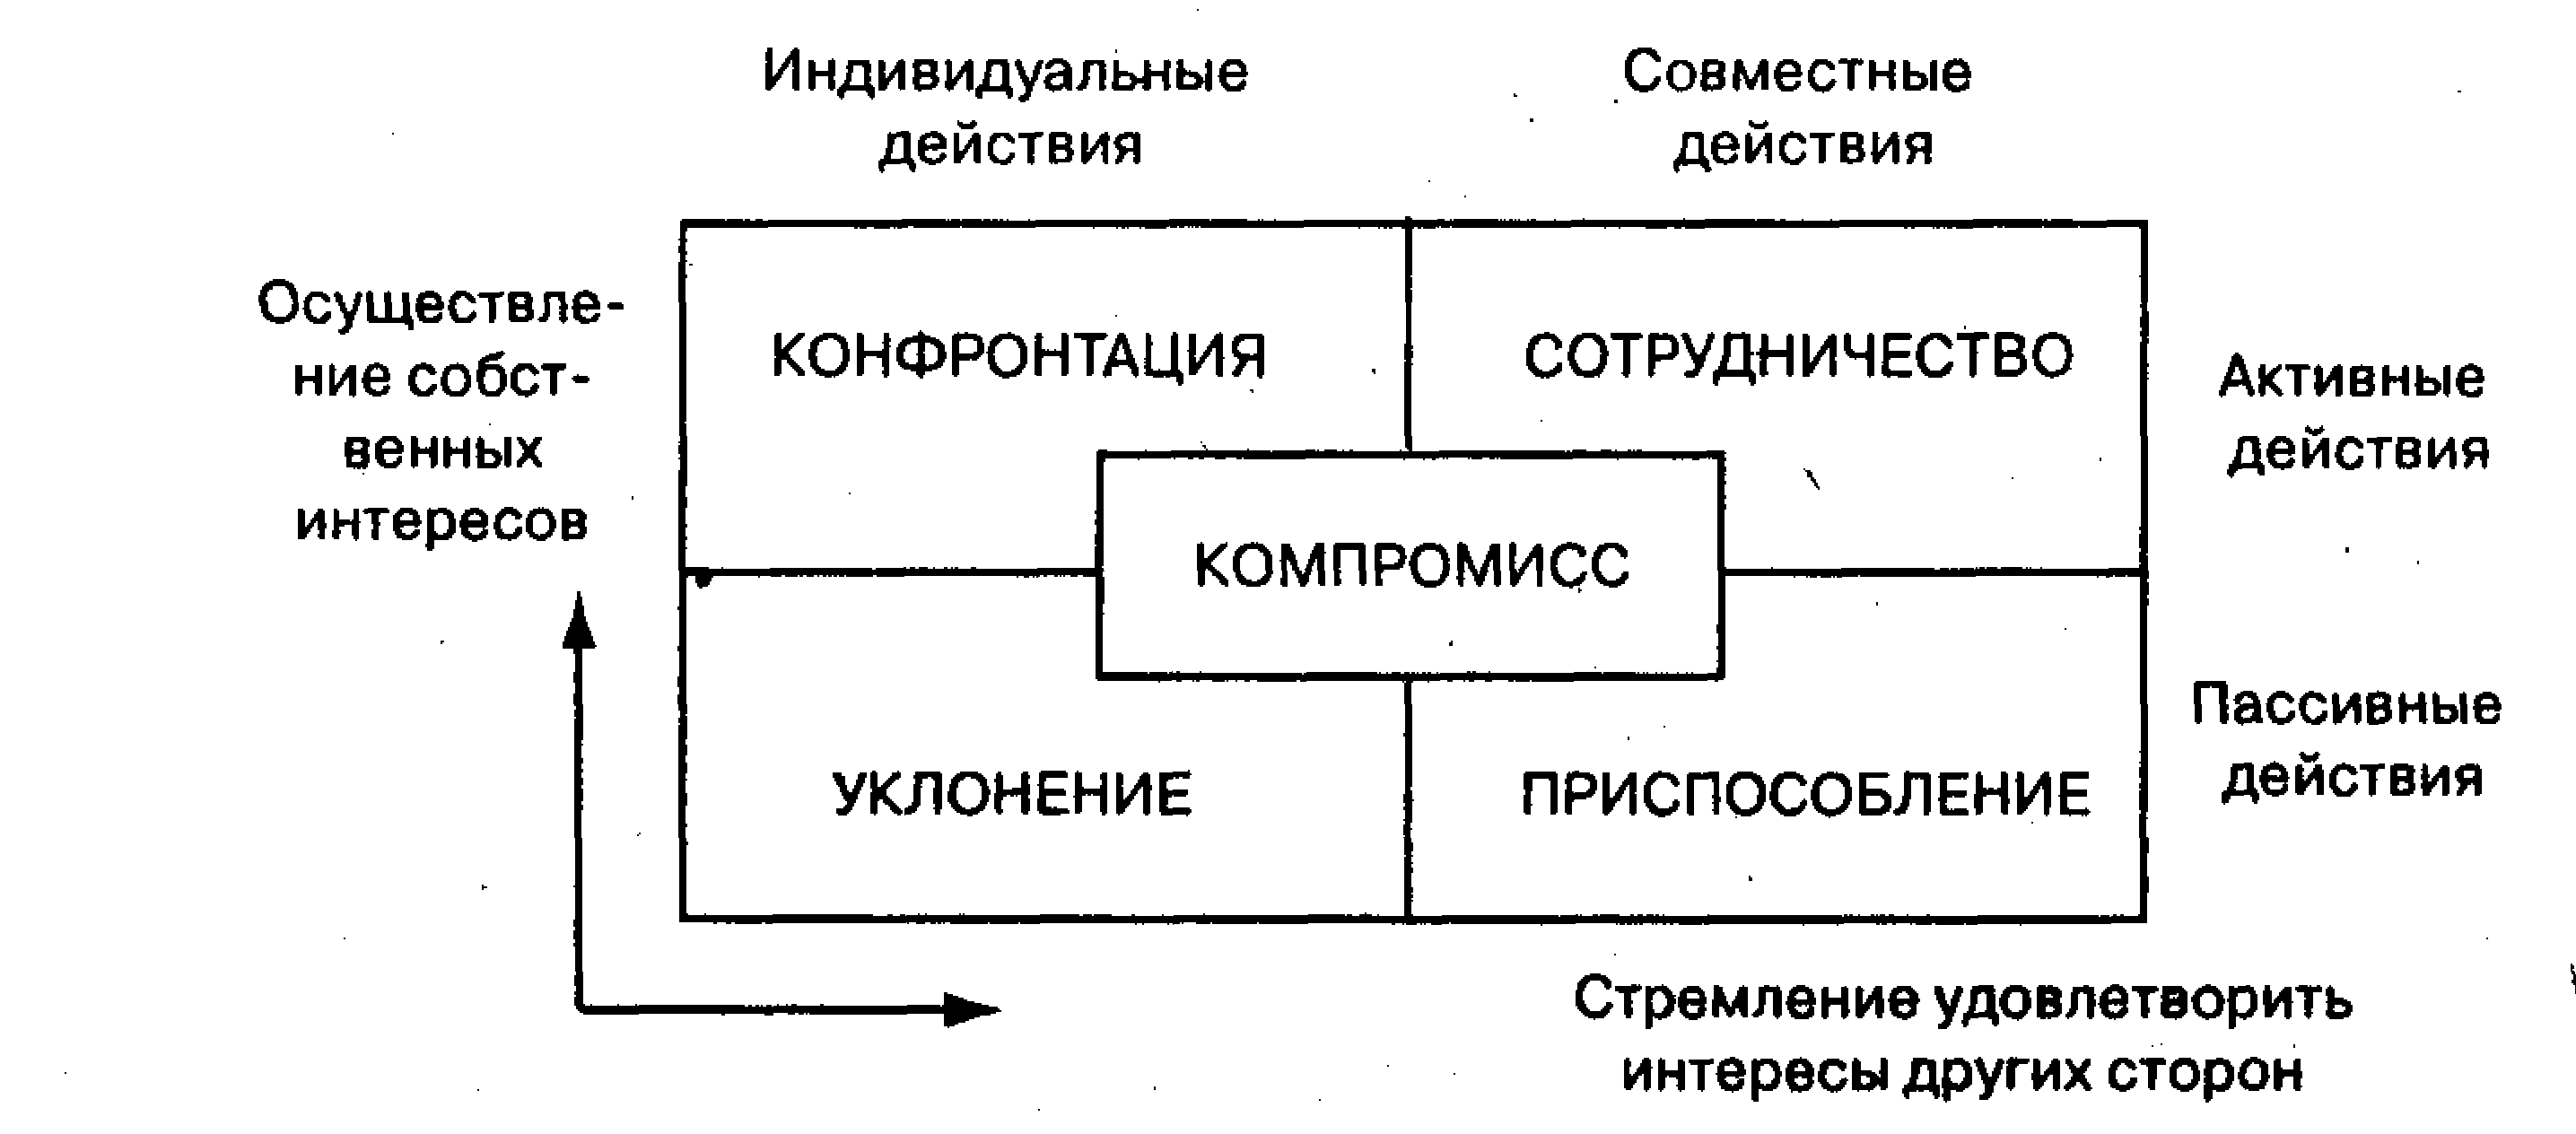 Индивидуальные
действия
Совместные
действия
Осуществле-
ние собст-
венных
интересов
КОНФРОНТАЦИЯ
СОТРУДНИЧЕСТВО
Активные
действия
КОМПРОМИСС
УКЛОНЕНИЕ
ПРИСПОСОБЛЕНИЕ
Пассивные
действия
Стремление удовлетворить
интересы других сторон